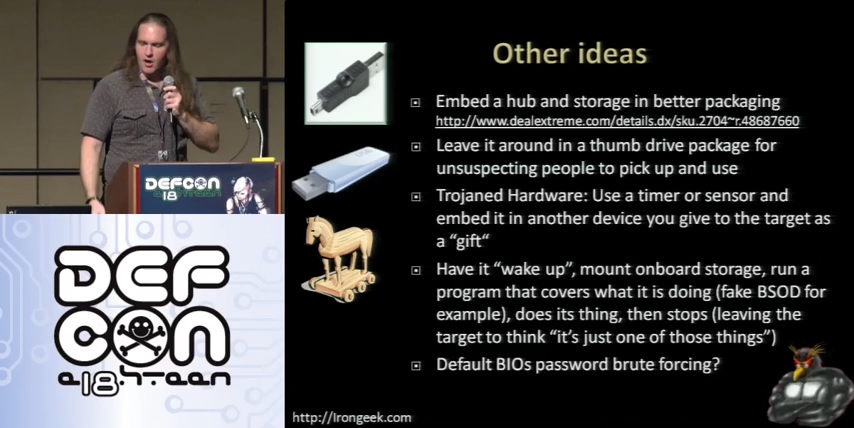 Other ideas
Embed a hub and storage in better packaging
http://www.dealextreme.com/details.dx/sku.2704~r.48687660
Leave it around in a thumb drive package for
unsuspecting people to pick up and use
Trojaned Hardware: Use a timer or sensor and
embed it in another device you give to the target as
a "gift"
Have it "wake up", mount onboard storage, run a
program that covers what it is doing (fake BSOD for
example), does its thing, then stops (leaving the
target to think "it's just one of those things")
Default BIOs password brute forcing?
http://Irongeek.com
DEFCON
18
DEF
CON
e18hteen